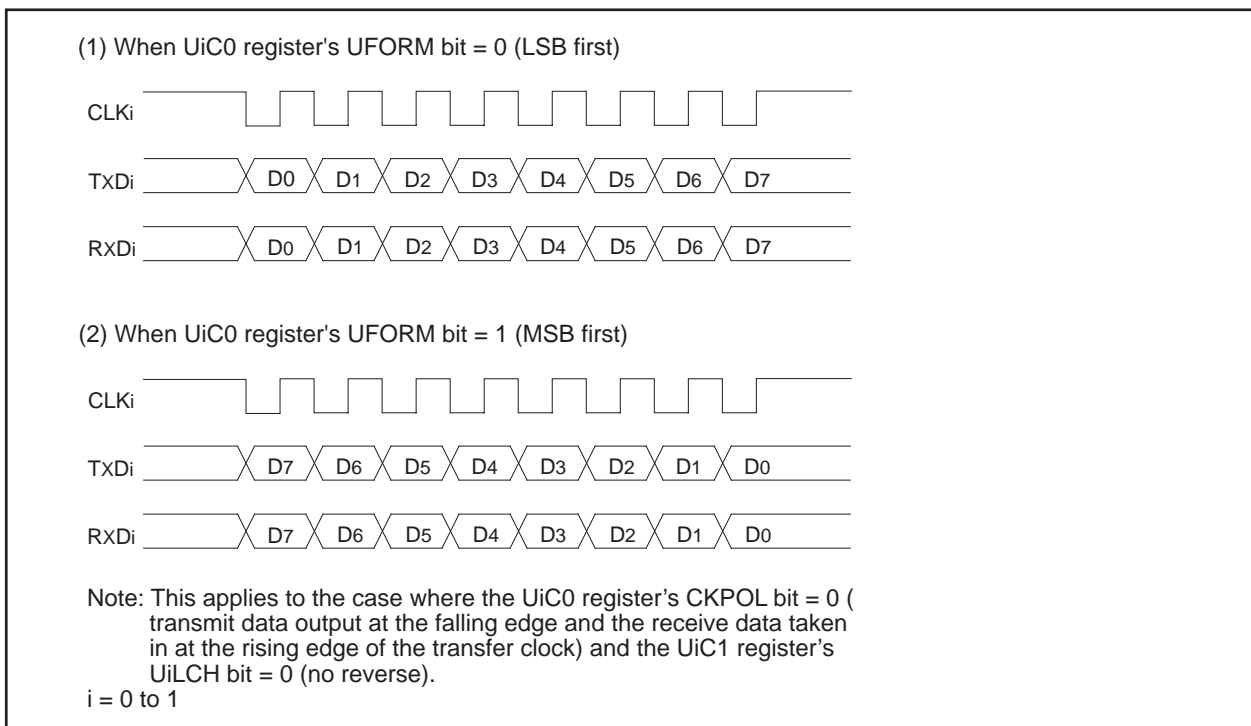 (1) When UiC0 register's UFORM bit = 0 (LSB first)
CLKi
TXDi D0 D1 D2 D3 D4 D5 D6 D7
RXDi D0 D1 D2 D3 D4 D5 D6 D7
(2) When UiC0 register's UFORM bit = 1 (MSB first)
CLKi
TXDi D7 D6 D5 D4 D3 D2 D1 D0
RXDi D7 D6 D5 D4 D3 D2 D1 D0
Note: This applies to the case where the UiC0 register’s CKPOL bit = 0 (
transmit data output at the falling edge and the receive data taken
in at the rising edge of the transfer clock) and the UiC1 register’s
UiLCH bit = 0 (no reverse).
i = 0 to 1